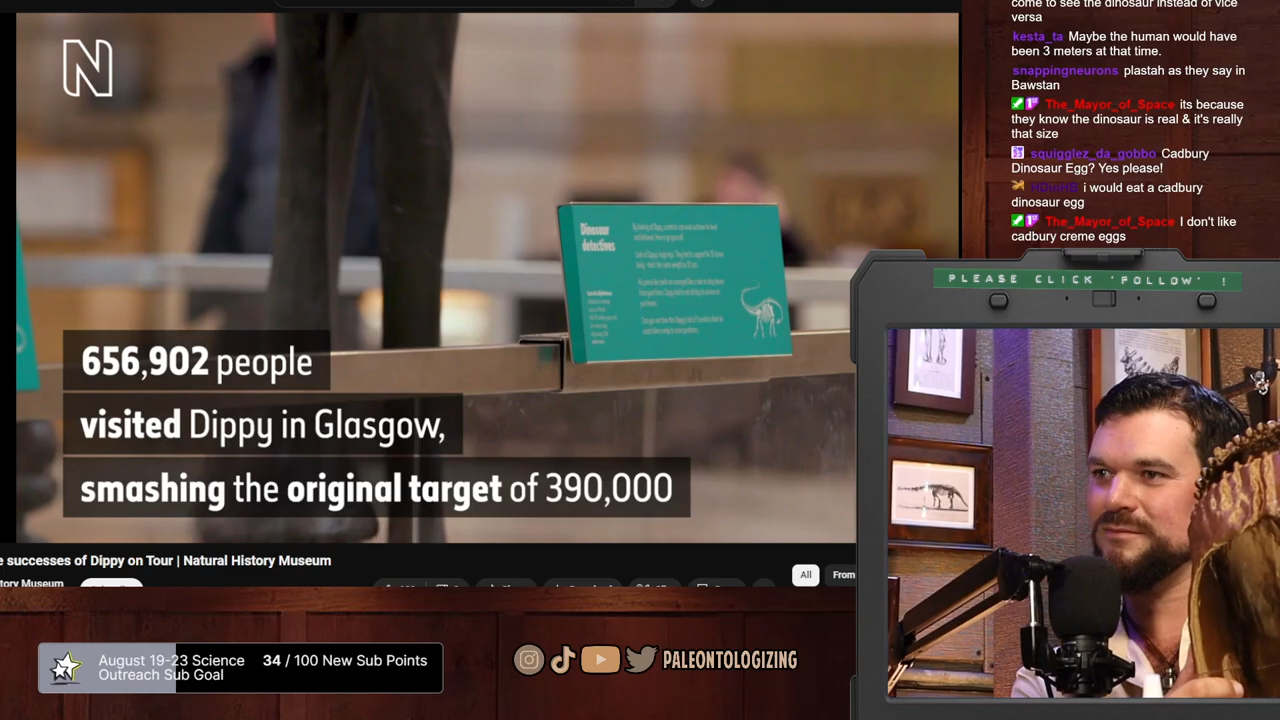 come to see the dinosaur instead of vice
versa
kesta_ta Maybe the human would have
been 3 meters at that time.
snappingneurons plastah as they say in
Bawstan
The_Mayor_of_Space its because
they know the dinosaur is real & it's really
that size
squigglez_da_gobbo Cadbury
Dinosaur Egg? Yes please!
i would eat a cadbury
dinosaur egg
The_Mayor_of_Space I don't like
cadbury creme eggs
N
Dinosaur
detectives
656,902 people
visited Dippy in Glasgow,
smashing the original target of 390,000
PLEASE CLICK 'FOLLOW' !
e successes of Dippy on Tour | Natural History Museum
tory Museum
All
From
August 19-23 Science
Outreach Sub Goal
34 / 100 New Sub Points
PALEONTOLOGIZING